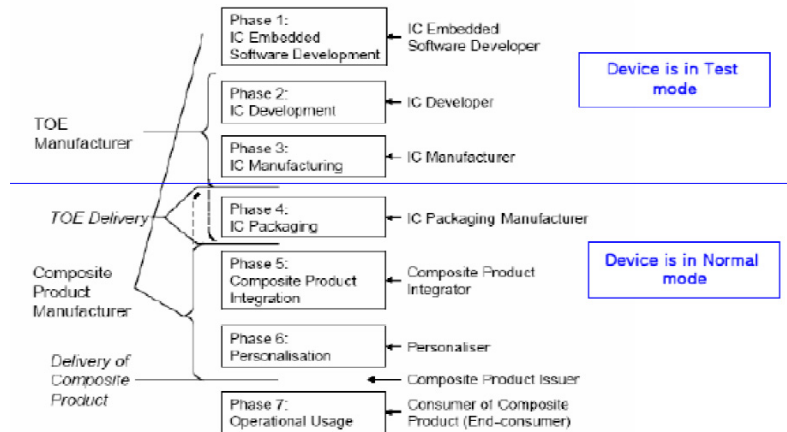 Phase 1:
IC Embedded
Software Development
IC Embedded
Software Developer
Device is in Test
mode
Phase 2:
IC Development
IC Developer
TOE
Manufacturer
Phase 3:
IC Manufacturing
IC Manufacturer
TOE Delivery
Phase 4:
IC Packaging
IC Packaging Manufacturer
Device is in Normal
mode
Composite
Product
Manufacturer
Phase 5:
Composite Product
Integration
Composite Product
Integrator
Phase 6:
Personalisation
Personaliser
Delivery of
Composite
Product
Composite Product Issuer
Phase 7:
Operational Usage
Consumer of Composite
Product (End-consumer)